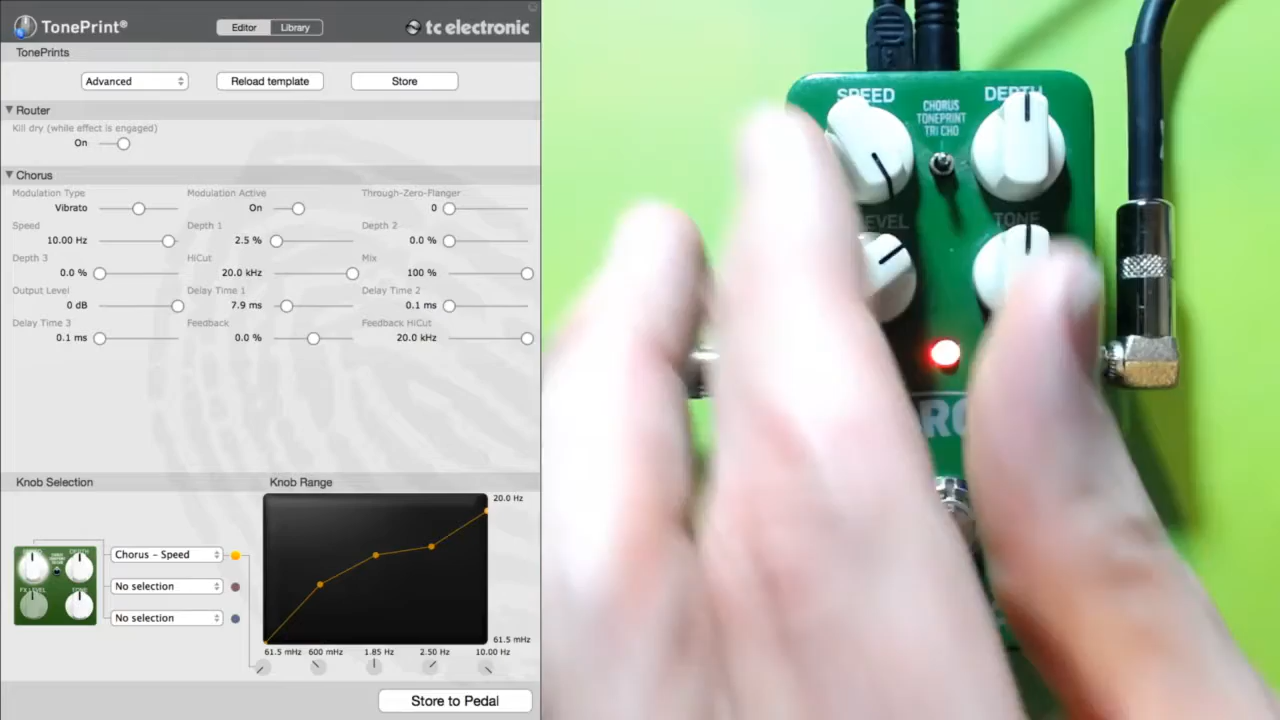 TonePrint®
Editor
Library
tc electronic
TonePrints
Advanced
Reload template
Store
Router
Kill dry (while effect is engaged)
On
Chorus
Modulation Type
Modulation Active
Through-Zero-Flanger
Vibrato
On
0
Speed
Depth 1
Depth 2
10.00 Hz
2.5 %
0.0 %
Depth 3
HiCut
Mix
0.0 %
20.0 kHz
100 %
Output Level
Delay Time 1
Delay Time 2
0 dB
7.9 ms
0.1 ms
Delay Time 3
Feedback
Feedback HiCut
0.1 ms
0.0 %
20.0 kHz
Knob Selection
Knob Range
20.0 Hz
Chorus - Speed
No selection
No selection
61.5 mHz
61.5 mHz
600 mHz
1.85 Hz
2.50 Hz
10.00 Hz
Store to Pedal
SPEED
DEPTH
CHORUS
TONEPRINT
TRI CHO
LEVEL
TONE